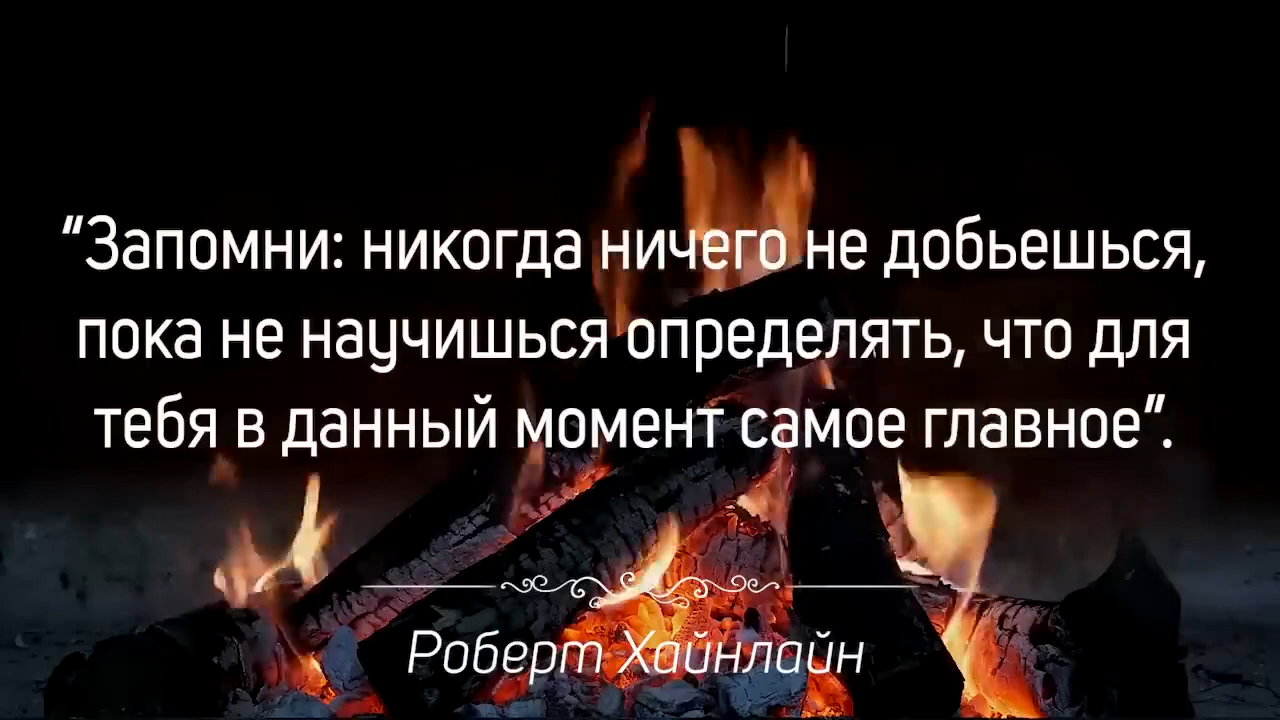 “Запомни: никогда ничего не добьешься,
пока не научишься определять, что для
тебя в данный момент самое главное”.
Роберт Хайнлайн